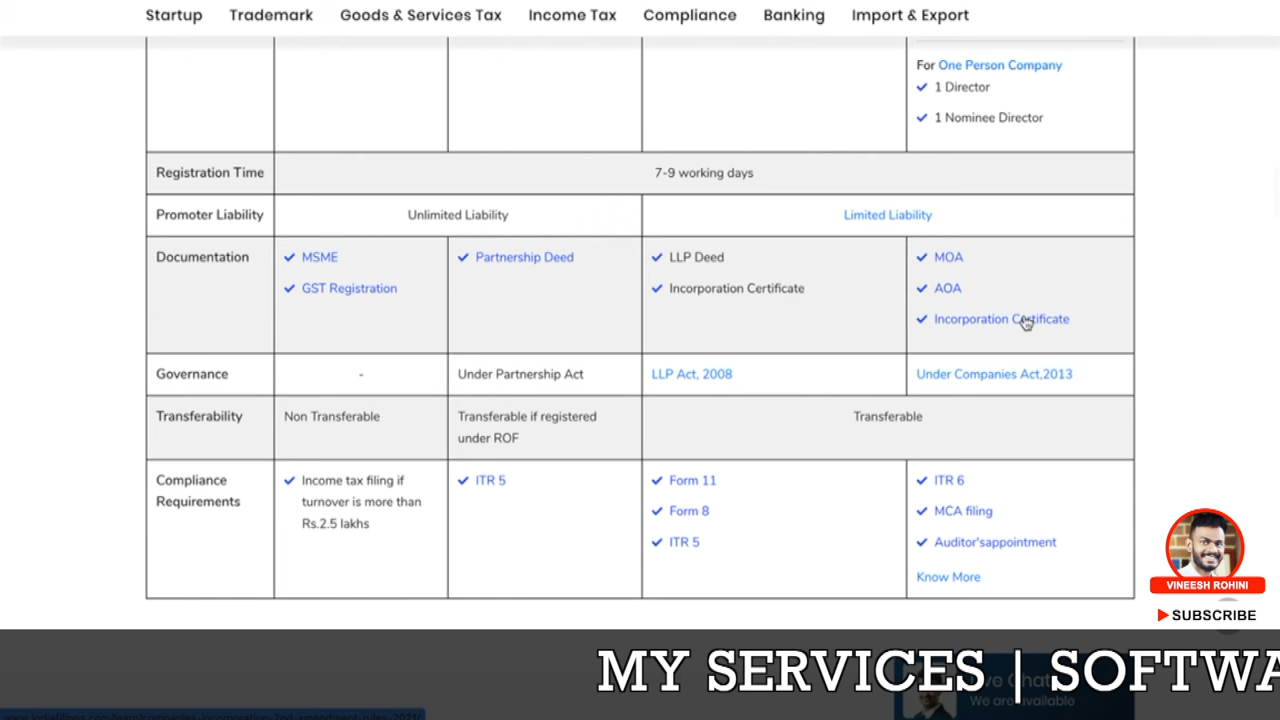 Startup Trademark Goods & Services Tax Income Tax Compliance Banking Import & Export
For One Person Company
1 Director
1 Nominee Director
Registration Time 7-9 working days
Promoter Liability Unlimited Liability Limited Liability
Documentation MSME Partnership Deed LLP Deed MOA
GST Registration Incorporation Certificate AOA
Incorporation Certificate
Governance - Under Partnership Act LLP Act, 2008 Under Companies Act,2013
Transferability Non Transferable Transferable if registered Transferable
under ROF
Compliance Income tax filing if ITR 5 Form 11 ITR 6
Requirements turnover is more than Form 8 MCA filing
Rs.2.5 lakhs ITR 5 Auditor'sappointment
Know More
VINEESH ROHINI
SUBSCRIBE
MY SERVICES | SOFTWA
We are available